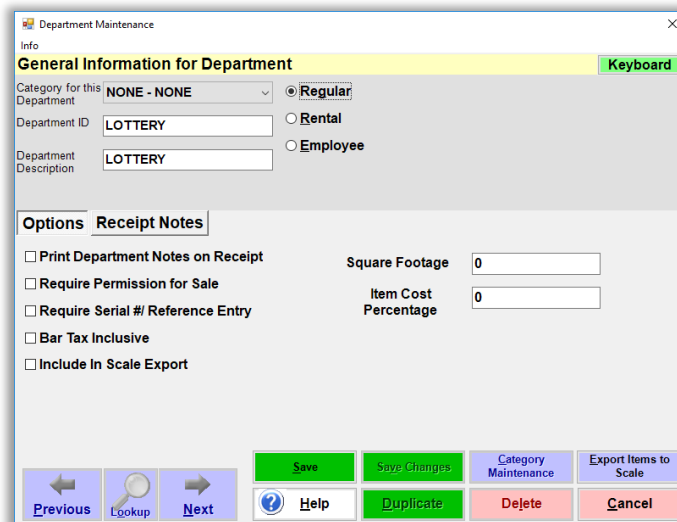 Department Maintenance
Info
General Information for Department
Keyboard
Category for this
Department
NONE - NONE
Regular
Department ID
LOTTERY
Rental
Department
Description
LOTTERY
Employee
Options
Receipt Notes
Print Department Notes on Receipt
Square Footage
0
Require Permission for Sale
Item Cost
Percentage
0
Require Serial #/ Reference Entry
Bar Tax Inclusive
Include In Scale Export
Save
Save Changes
Category
Maintenance
Export Items to
Scale
Previous
Lookup
Next
Help
Duplicate
Delete
Cancel